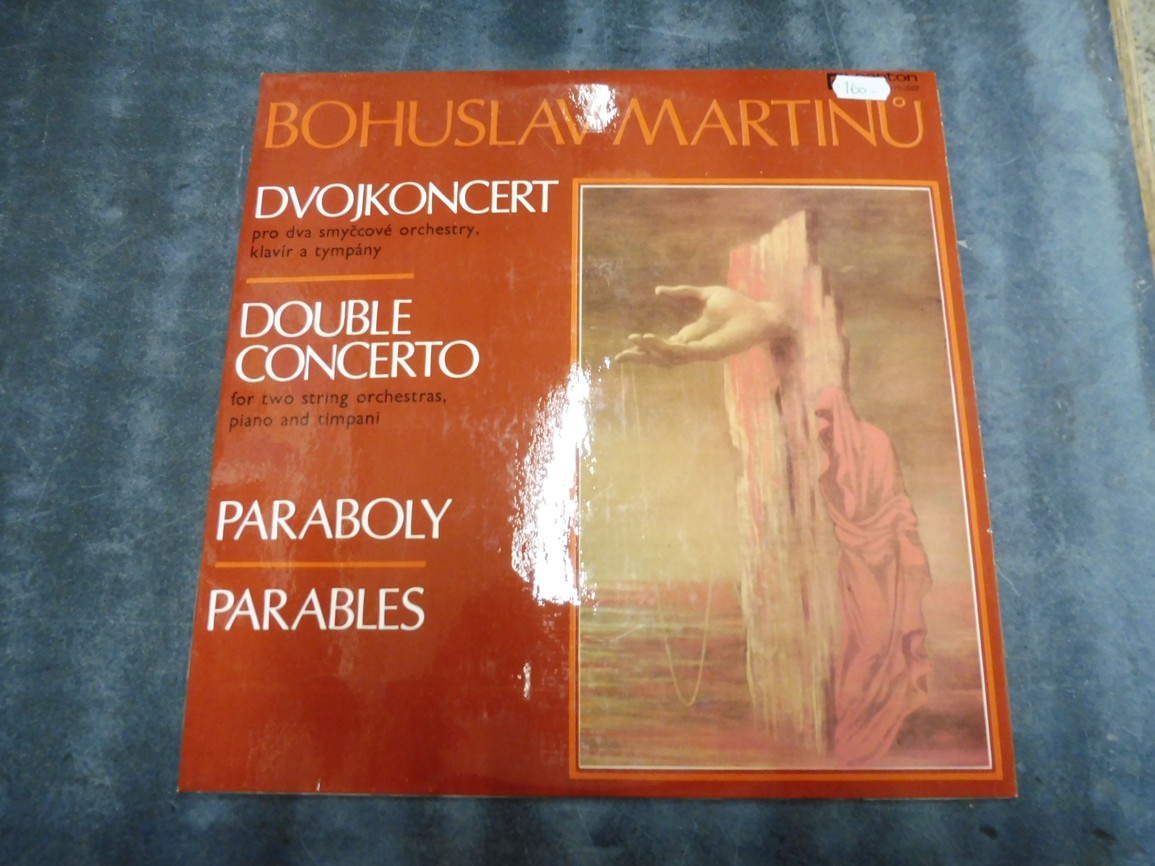 160.-
BOHUSLAV MARTINŮ
DVOJKONCERT
pro dva smyčcové orchestry,
klavír a tympány
DOUBLE
CONCERTO
for two string orchestras,
piano and timpani
PARABOLY
PARABLES